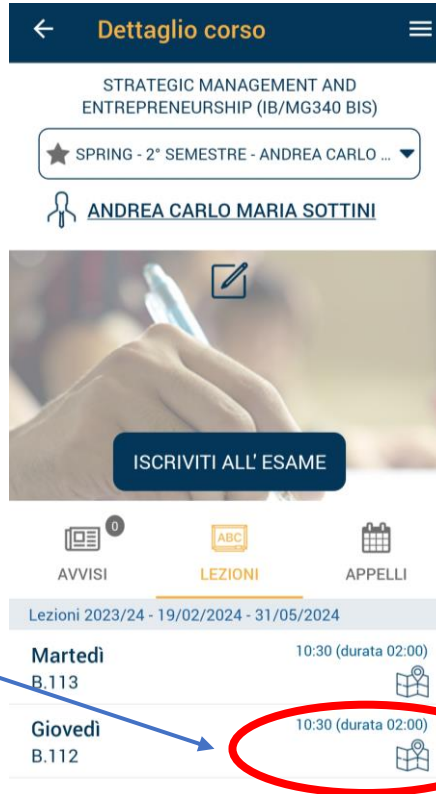 Dettaglio corso
STRATEGIC MANAGEMENT AND
ENTREPRENEURSHIP (IB/MG340 BIS)
SPRING - 2° SEMESTRE - ANDREA CARLO ...
ANDREA CARLO MARIA SOTTINI
ISCRIVITI ALL' ESAME
0
ABC
AVVISI LEZIONI APPELLI
Lezioni 2023/24 - 19/02/2024 - 31/05/2024
Martedì 10:30 (durata 02:00)
B.113
Giovedì 10:30 (durata 02:00)
B.112